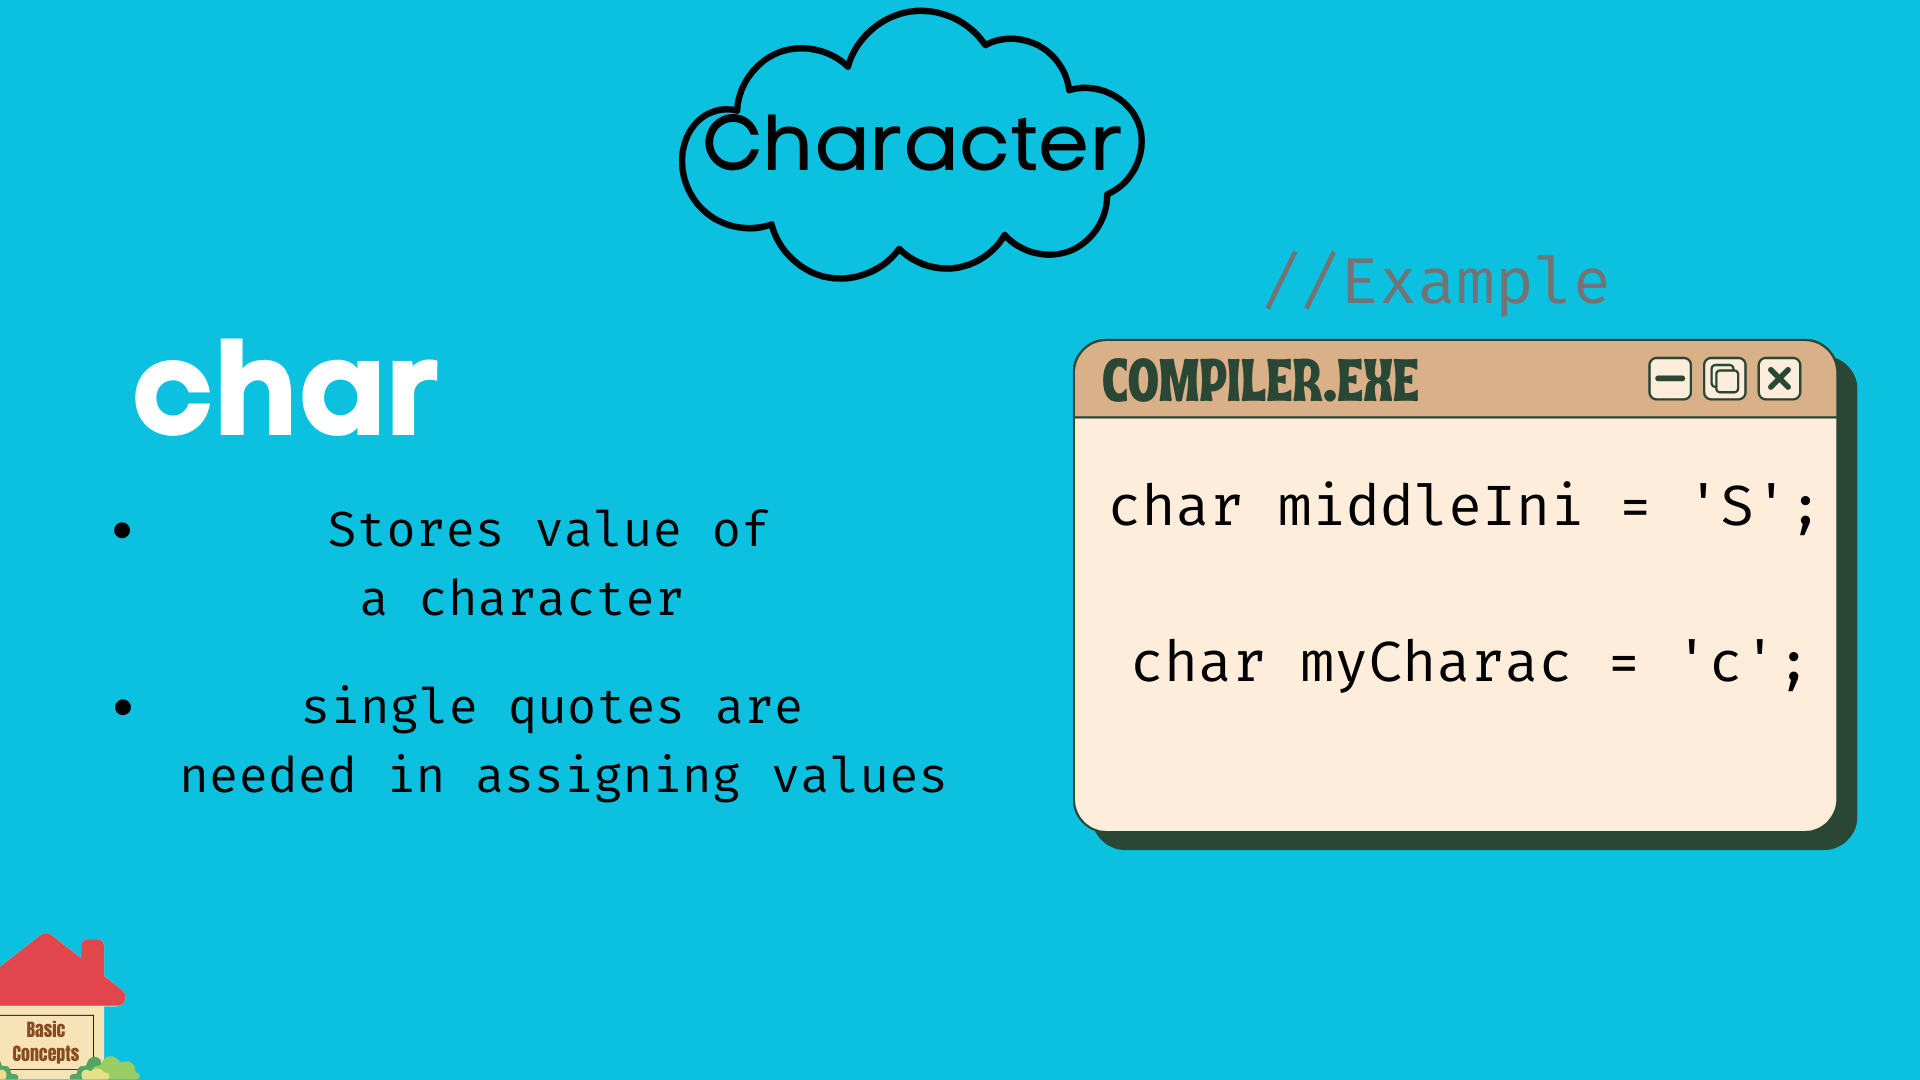 Character
char
• Stores value of
a character
• single quotes are
needed in assigning values
//Example
COMPILER.EXE
char middleIni = 'S';
char myCharac = 'c';
Basic
Concepts